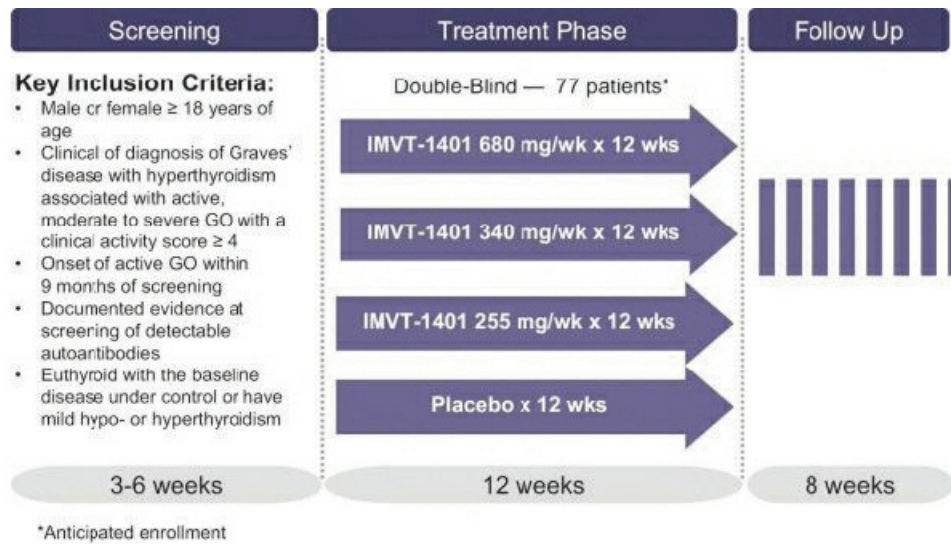 Screening
Treatment Phase
Follow Up
Key Inclusion Criteria:
• Male or female ≥ 18 years of
age
• Clinical of diagnosis of Graves'
disease with hyperthyroidism
associated with active,
moderate to severe GO with a
clinical activity score ≥ 4
• Onset of active GO within
9 months of screening
• Documented evidence at
screening of detectable
autoantibodies
• Euthyroid with the baseline
disease under control or have
mild hypo- or hyperthyroidism
Double-Blind — 77 patients*
IMVT-1401 680 mg/wk x 12 wks
IMVT-1401 340 mg/wk x 12 wks
IMVT-1401 255 mg/wk x 12 wks
Placebo x 12 wks
3-6 weeks
12 weeks
8 weeks
*Anticipated enrollment